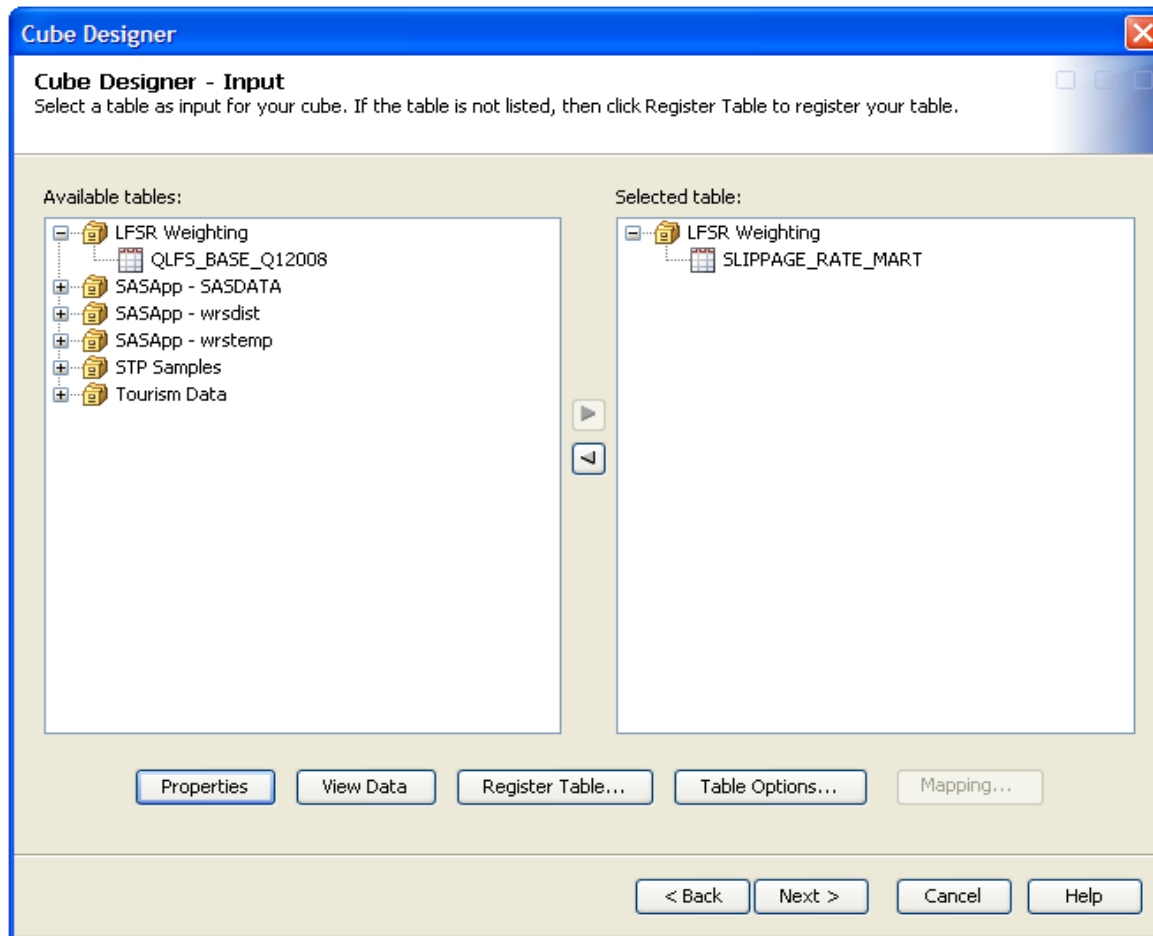 Cube Designer
Cube Designer - Input
Select a table as input for your cube. If the table is not listed, then click Register Table to register your table.
Available tables:
LFSR Weighting
QLFS_BASE_Q12008
SASApp - SASDATA
SASApp - wrsdist
SASApp - wrstemp
STP Samples
Tourism Data
Selected table:
LFSR Weighting
SLIPPAGE_RATE_MART
Properties View Data Register Table... Table Options... Mapping...
< Back Next > Cancel Help